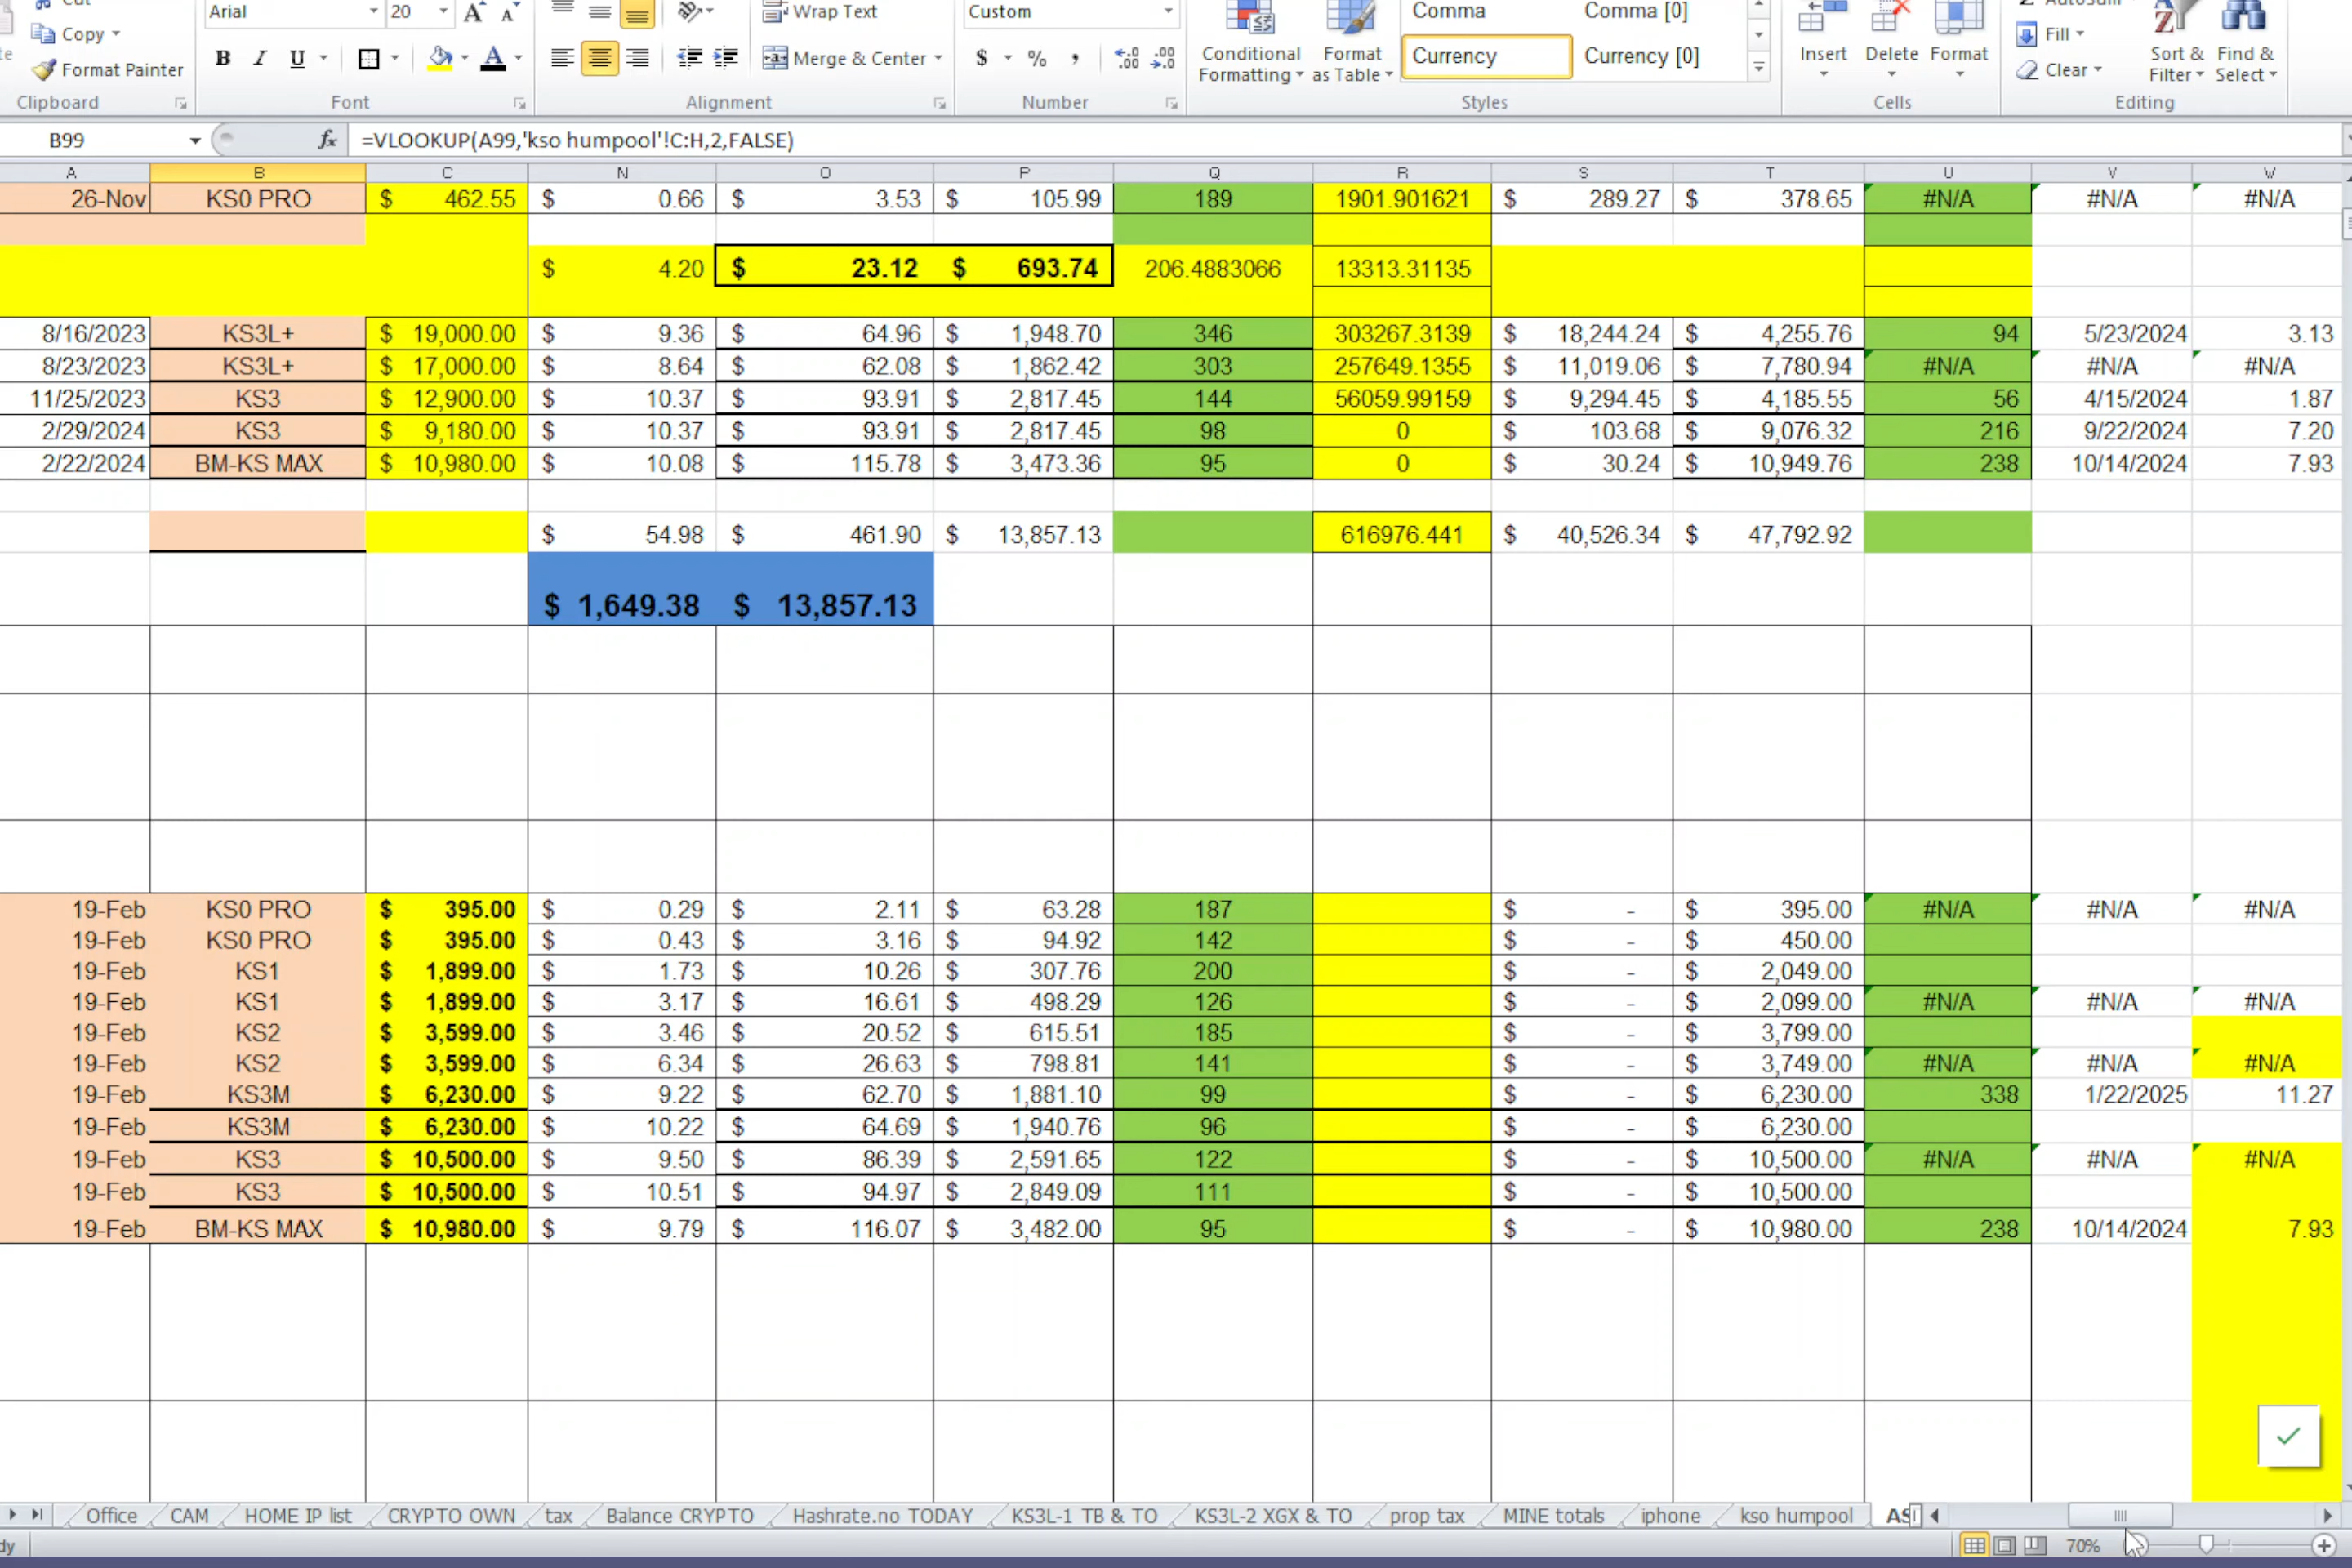 Cut Arial 20 Wrap Text Custom Comma Comma [0] AutoSum
Copy Fill
Format Painter B I U Merge & Center $ % , Conditional Formatting Format as Table Currency Currency [0] Insert Delete Format Clear Sort & Filter Find & Select
Clipboard Font Alignment Number Styles Cells Editing
B99 fx =VLOOKUP(A99,'kso humpool'!C:H,2,FALSE)
A B C N O P Q R S T U V W
26-Nov KS0 PRO $ 462.55 $ 0.66 $ 3.53 $ 105.99 189 1901.901621 $ 289.27 $ 378.65 #N/A #N/A #N/A
$ 4.20 $ 23.12 $ 693.74 206.4883066 13313.31135
8/16/2023 KS3L+ $ 19,000.00 $ 9.36 $ 64.96 $ 1,948.70 346 303267.3139 $ 18,244.24 $ 4,255.76 94 5/23/2024 3.13
8/23/2023 KS3L+ $ 17,000.00 $ 8.64 $ 62.08 $ 1,862.42 303 257649.1355 $ 11,019.06 $ 7,780.94 #N/A #N/A #N/A
11/25/2023 KS3 $ 12,900.00 $ 10.37 $ 93.91 $ 2,817.45 144 56059.99159 $ 9,294.45 $ 4,185.55 56 4/15/2024 1.87
2/29/2024 KS3 $ 9,180.00 $ 10.37 $ 93.91 $ 2,817.45 98 0 $ 103.68 $ 9,076.32 216 9/22/2024 7.20
2/22/2024 BM-KS MAX $ 10,980.00 $ 10.08 $ 115.78 $ 3,473.36 95 0 $ 30.24 $ 10,949.76 238 10/14/2024 7.93
$ 54.98 $ 461.90 $ 13,857.13 616976.441 $ 40,526.34 $ 47,792.92
$ 1,649.38 $ 13,857.13
19-Feb KS0 PRO $ 395.00 $ 0.29 $ 2.11 $ 63.28 187 $ - $ 395.00 #N/A #N/A #N/A
19-Feb KS0 PRO $ 395.00 $ 0.43 $ 3.16 $ 94.92 142 $ - $ 450.00
19-Feb KS1 $ 1,899.00 $ 1.73 $ 10.26 $ 307.76 200 $ - $ 2,049.00
19-Feb KS1 $ 1,899.00 $ 3.17 $ 16.61 $ 498.29 126 $ - $ 2,099.00 #N/A #N/A #N/A
19-Feb KS2 $ 3,599.00 $ 3.46 $ 20.52 $ 615.51 185 $ - $ 3,799.00
19-Feb KS2 $ 3,599.00 $ 6.34 $ 26.63 $ 798.81 141 $ - $ 3,749.00 #N/A #N/A #N/A
19-Feb KS3M $ 6,230.00 $ 9.22 $ 62.70 $ 1,881.10 99 $ - $ 6,230.00 338 1/22/2025 11.27
19-Feb KS3M $ 6,230.00 $ 10.22 $ 64.69 $ 1,940.76 96 $ - $ 6,230.00
19-Feb KS3 $ 10,500.00 $ 9.50 $ 86.39 $ 2,591.65 122 $ - $ 10,500.00 #N/A #N/A #N/A
19-Feb KS3 $ 10,500.00 $ 10.51 $ 94.97 $ 2,849.09 111 $ - $ 10,500.00
19-Feb BM-KS MAX $ 10,980.00 $ 9.79 $ 116.07 $ 3,482.00 95 $ - $ 10,980.00 238 10/14/2024 7.93
Office CAM HOME IP list CRYPTO OWN tax Balance CRYPTO Hashrate.no TODAY KS3L-1 TB & TO KS3L-2 XGX & TO prop tax MINE totals iphone kso humpool AS
dy 70%